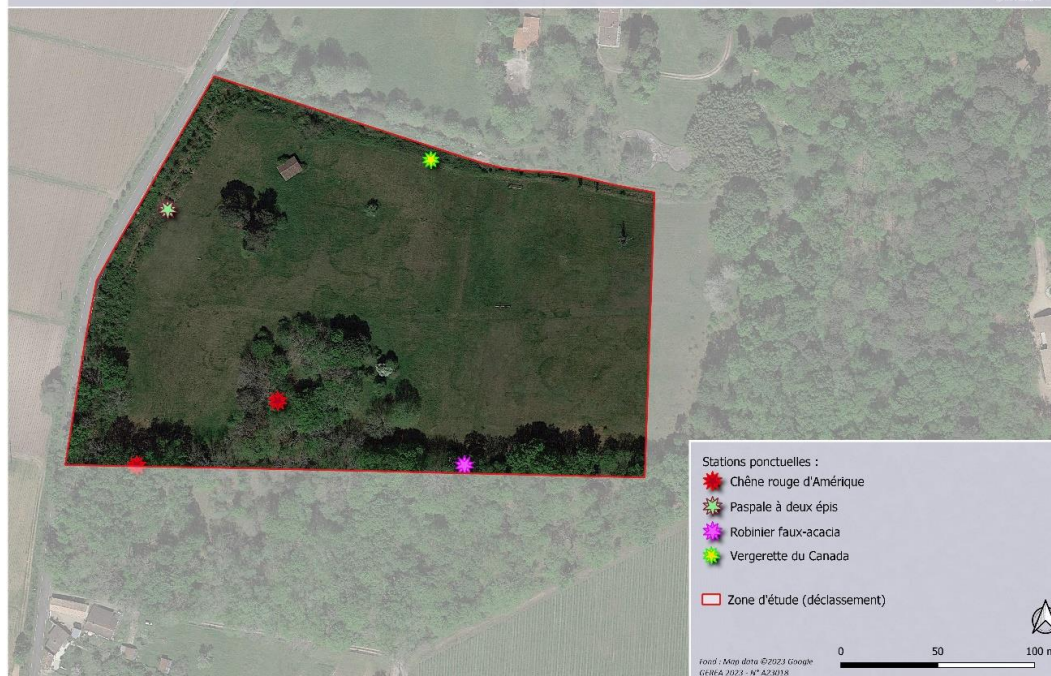 Stations ponctuelles :
Chêne rouge d'Amérique
Paspale à deux épis
Robinier faux-acacia
Vergerette du Canada
Zone d'étude (déclassement)
0 50 100 m
Fond : Map data ©2023 Google
GEREA 2023 - N° A23018